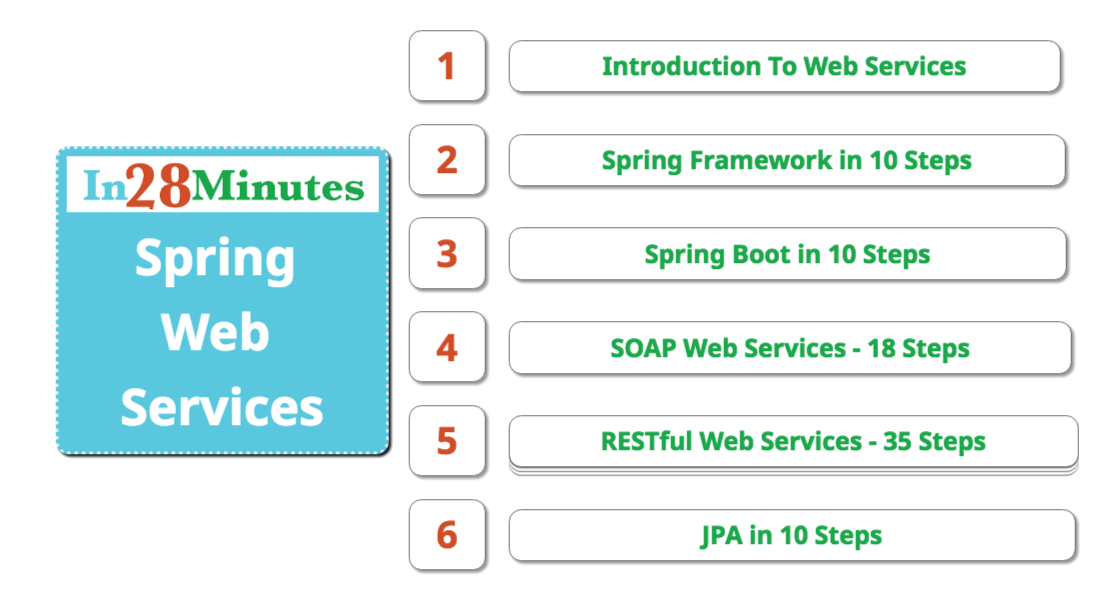 In28Minutes
Spring
Web
Services
1
Introduction To Web Services
2
Spring Framework in 10 Steps
3
Spring Boot in 10 Steps
4
SOAP Web Services - 18 Steps
5
RESTful Web Services - 35 Steps
6
JPA in 10 Steps